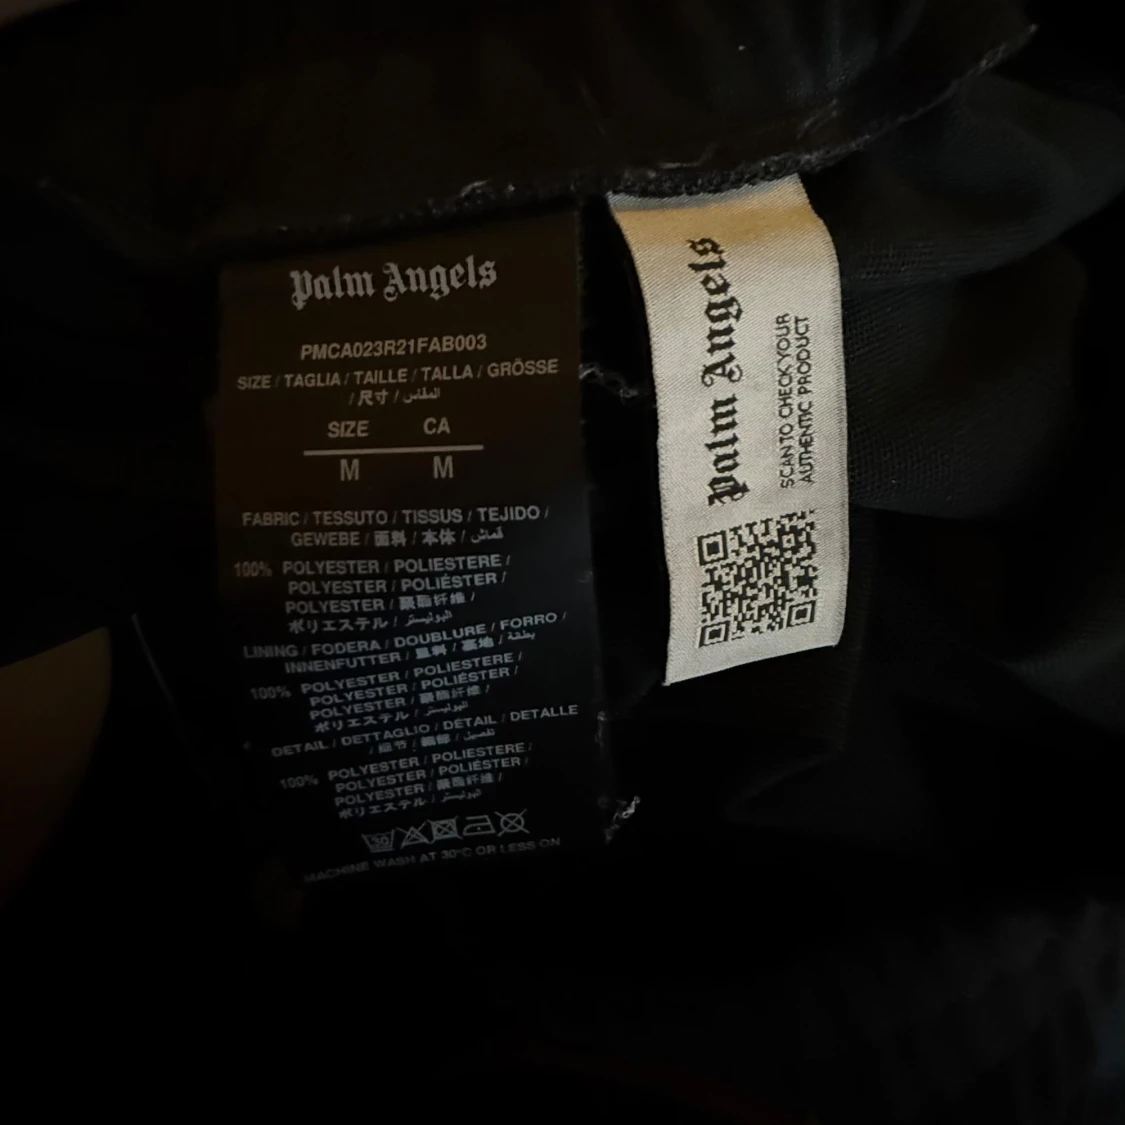 Palm Angels
PMCA023R21FAB003
SIZE / TAGLIA / TAILLE / TALLA / GRÖSSE
/ 尺寸 / المقاس
SIZE CA
M M
FABRIC / TESSUTO / TISSUS / TEJIDO /
GEWEBE / 面料 / 本体 / قماش
100% POLYESTER / POLIESTERE /
POLYESTER / POLIÉSTER /
POLYESTER / 聚酯纤维 /
ポリエステル / البوليستر
LINING / FODERA / DOUBLURE / FORRO /
INNENFUTTER / 里料 / 裏地 / بطانة
100% POLYESTER / POLIESTERE /
POLYESTER / POLIÉSTER /
POLYESTER / 聚酯纤维 /
ポリエステル / البوليستر
DETAIL / DETTAGLIO / DÉTAIL / DETALLE
/ 细节 / 細部 / تفصيل
100% POLYESTER / POLIESTERE /
POLYESTER / POLIÉSTER /
POLYESTER / 聚酯纤维 /
ポリエステル / البوليستر
30
MACHINE WASH AT 30°C OR LESS ON
Palm Angels
SCAN TO CHECK YOUR
AUTHENTIC PRODUCT